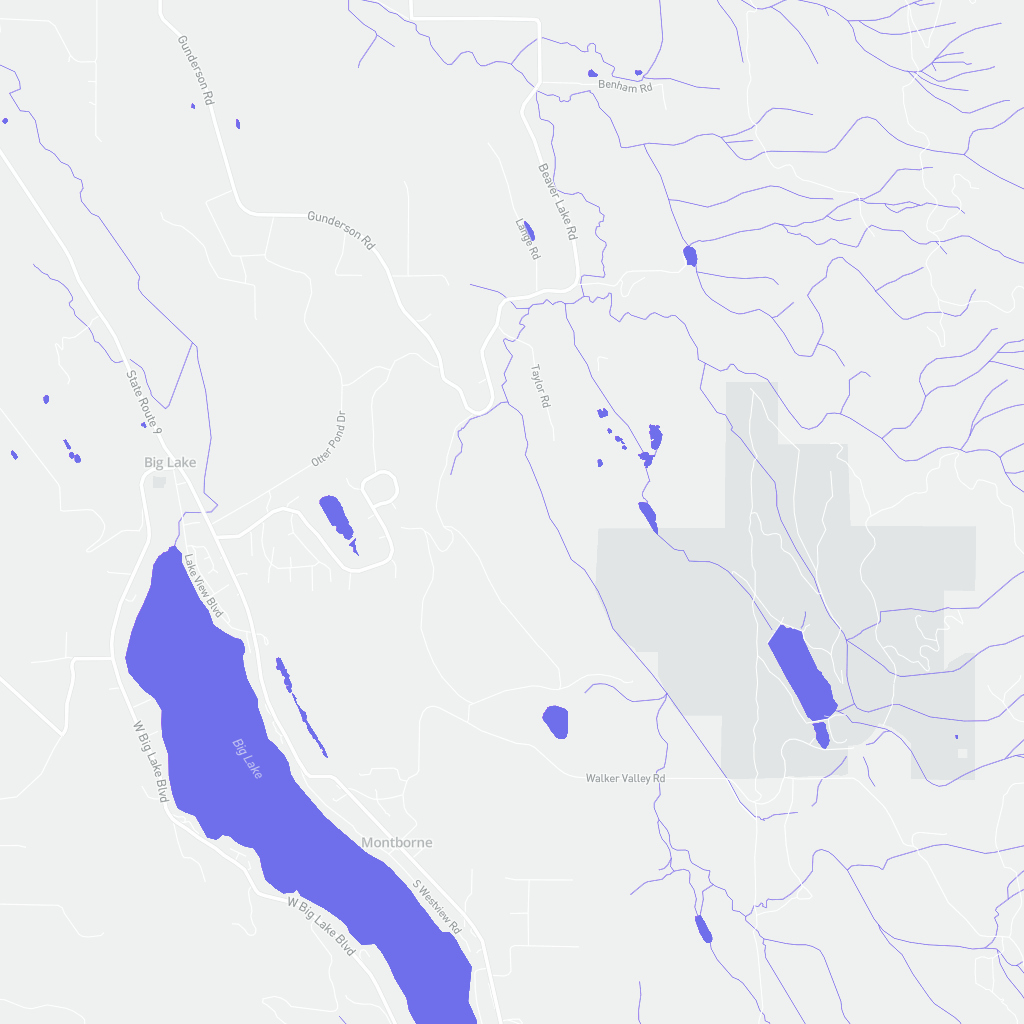 Gunderson Rd
Benham Rd
Beaver Lake Rd
Gunderson Rd
Lange Rd
Taylor Rd
State Route 9
Otter Pond Dr
Big Lake
Lake View Blvd
W Big Lake Blvd
Big Lake
Walker Valley Rd
Montborne
S Westview Rd
W Big Lake Blvd